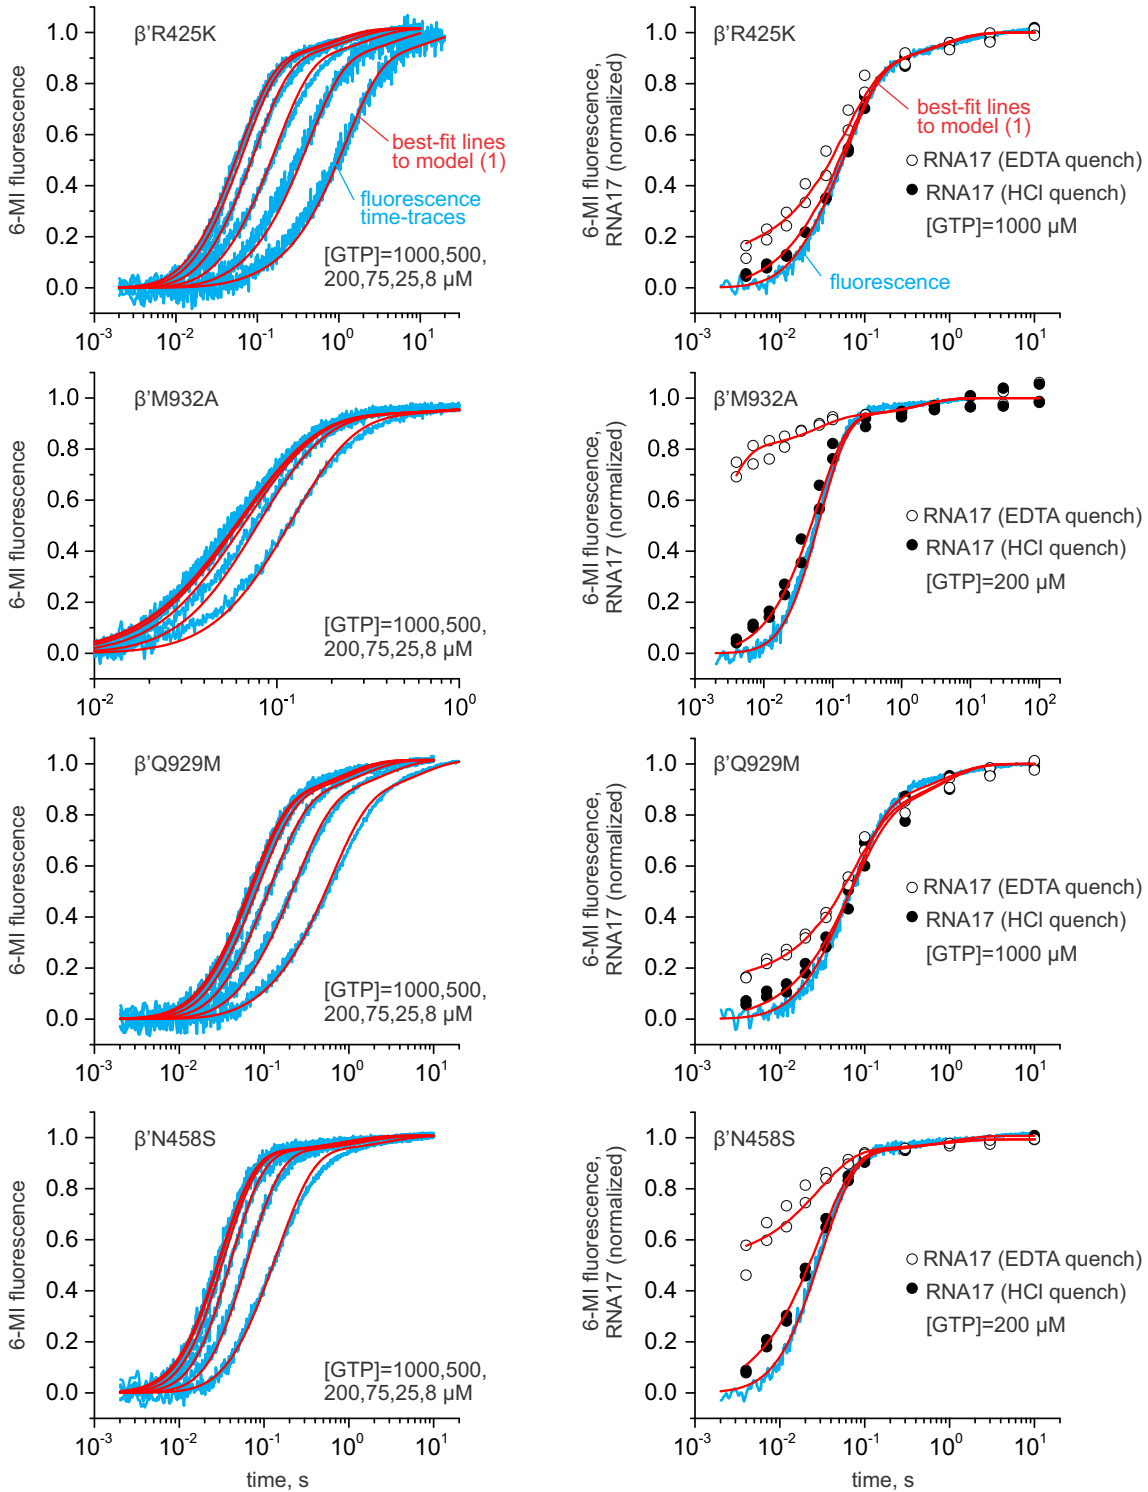 β'R425K
6-MI fluorescence
1.0
0.8
0.6
0.4
0.2
0.0
best-fit lines
to model (1)
fluorescence
time-traces
[GTP]=1000,500,
200,75,25,8 µM
10⁻³ 10⁻² 10⁻¹ 10⁰ 10¹
β'R425K
6-MI fluorescence,
RNA17 (normalized)
1.0
0.8
0.6
0.4
0.2
0.0
best-fit lines
to model (1)
RNA17 (EDTA quench)
RNA17 (HCl quench)
[GTP]=1000 µM
fluorescence
10⁻³ 10⁻² 10⁻¹ 10⁰ 10¹
β'M932A
6-MI fluorescence
1.0
0.8
0.6
0.4
0.2
0.0
[GTP]=1000,500,
200,75,25,8 µM
10⁻² 10⁻¹ 10⁰
β'M932A
6-MI fluorescence,
RNA17 (normalized)
1.0
0.8
0.6
0.4
0.2
0.0
RNA17 (EDTA quench)
RNA17 (HCl quench)
[GTP]=200 µM
10⁻³ 10⁻² 10⁻¹ 10⁰ 10¹ 10²
β'Q929M
6-MI fluorescence
1.0
0.8
0.6
0.4
0.2
0.0
[GTP]=1000,500,
200,75,25,8 µM
10⁻³ 10⁻² 10⁻¹ 10⁰ 10¹
β'Q929M
6-MI fluorescence,
RNA17 (normalized)
1.0
0.8
0.6
0.4
0.2
0.0
RNA17 (EDTA quench)
RNA17 (HCl quench)
[GTP]=1000 µM
10⁻³ 10⁻² 10⁻¹ 10⁰ 10¹
β'N458S
6-MI fluorescence
1.0
0.8
0.6
0.4
0.2
0.0
[GTP]=1000,500,
200,75,25,8 µM
10⁻³ 10⁻² 10⁻¹ 10⁰ 10¹
time, s
β'N458S
6-MI fluorescence,
RNA17 (normalized)
1.0
0.8
0.6
0.4
0.2
0.0
RNA17 (EDTA quench)
RNA17 (HCl quench)
[GTP]=200 µM
10⁻³ 10⁻² 10⁻¹ 10⁰ 10¹
time, s